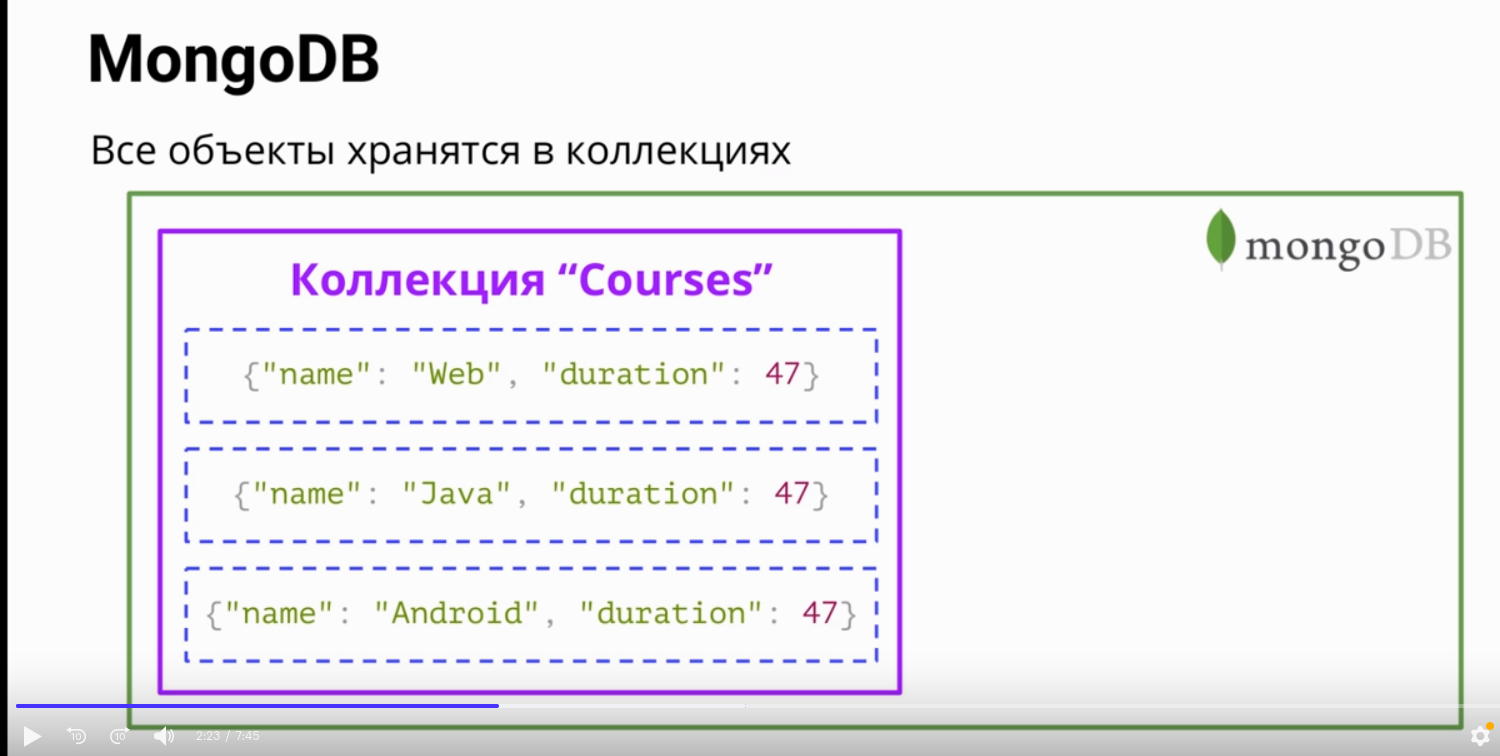 MongoDB
Все объекты хранятся в коллекциях
mongoDB
Коллекция “Courses”
{"name": "Web", "duration": 47}
{"name": "Java", "duration": 47}
{"name": "Android", "duration": 47}
10 10 2:23 / 7:45